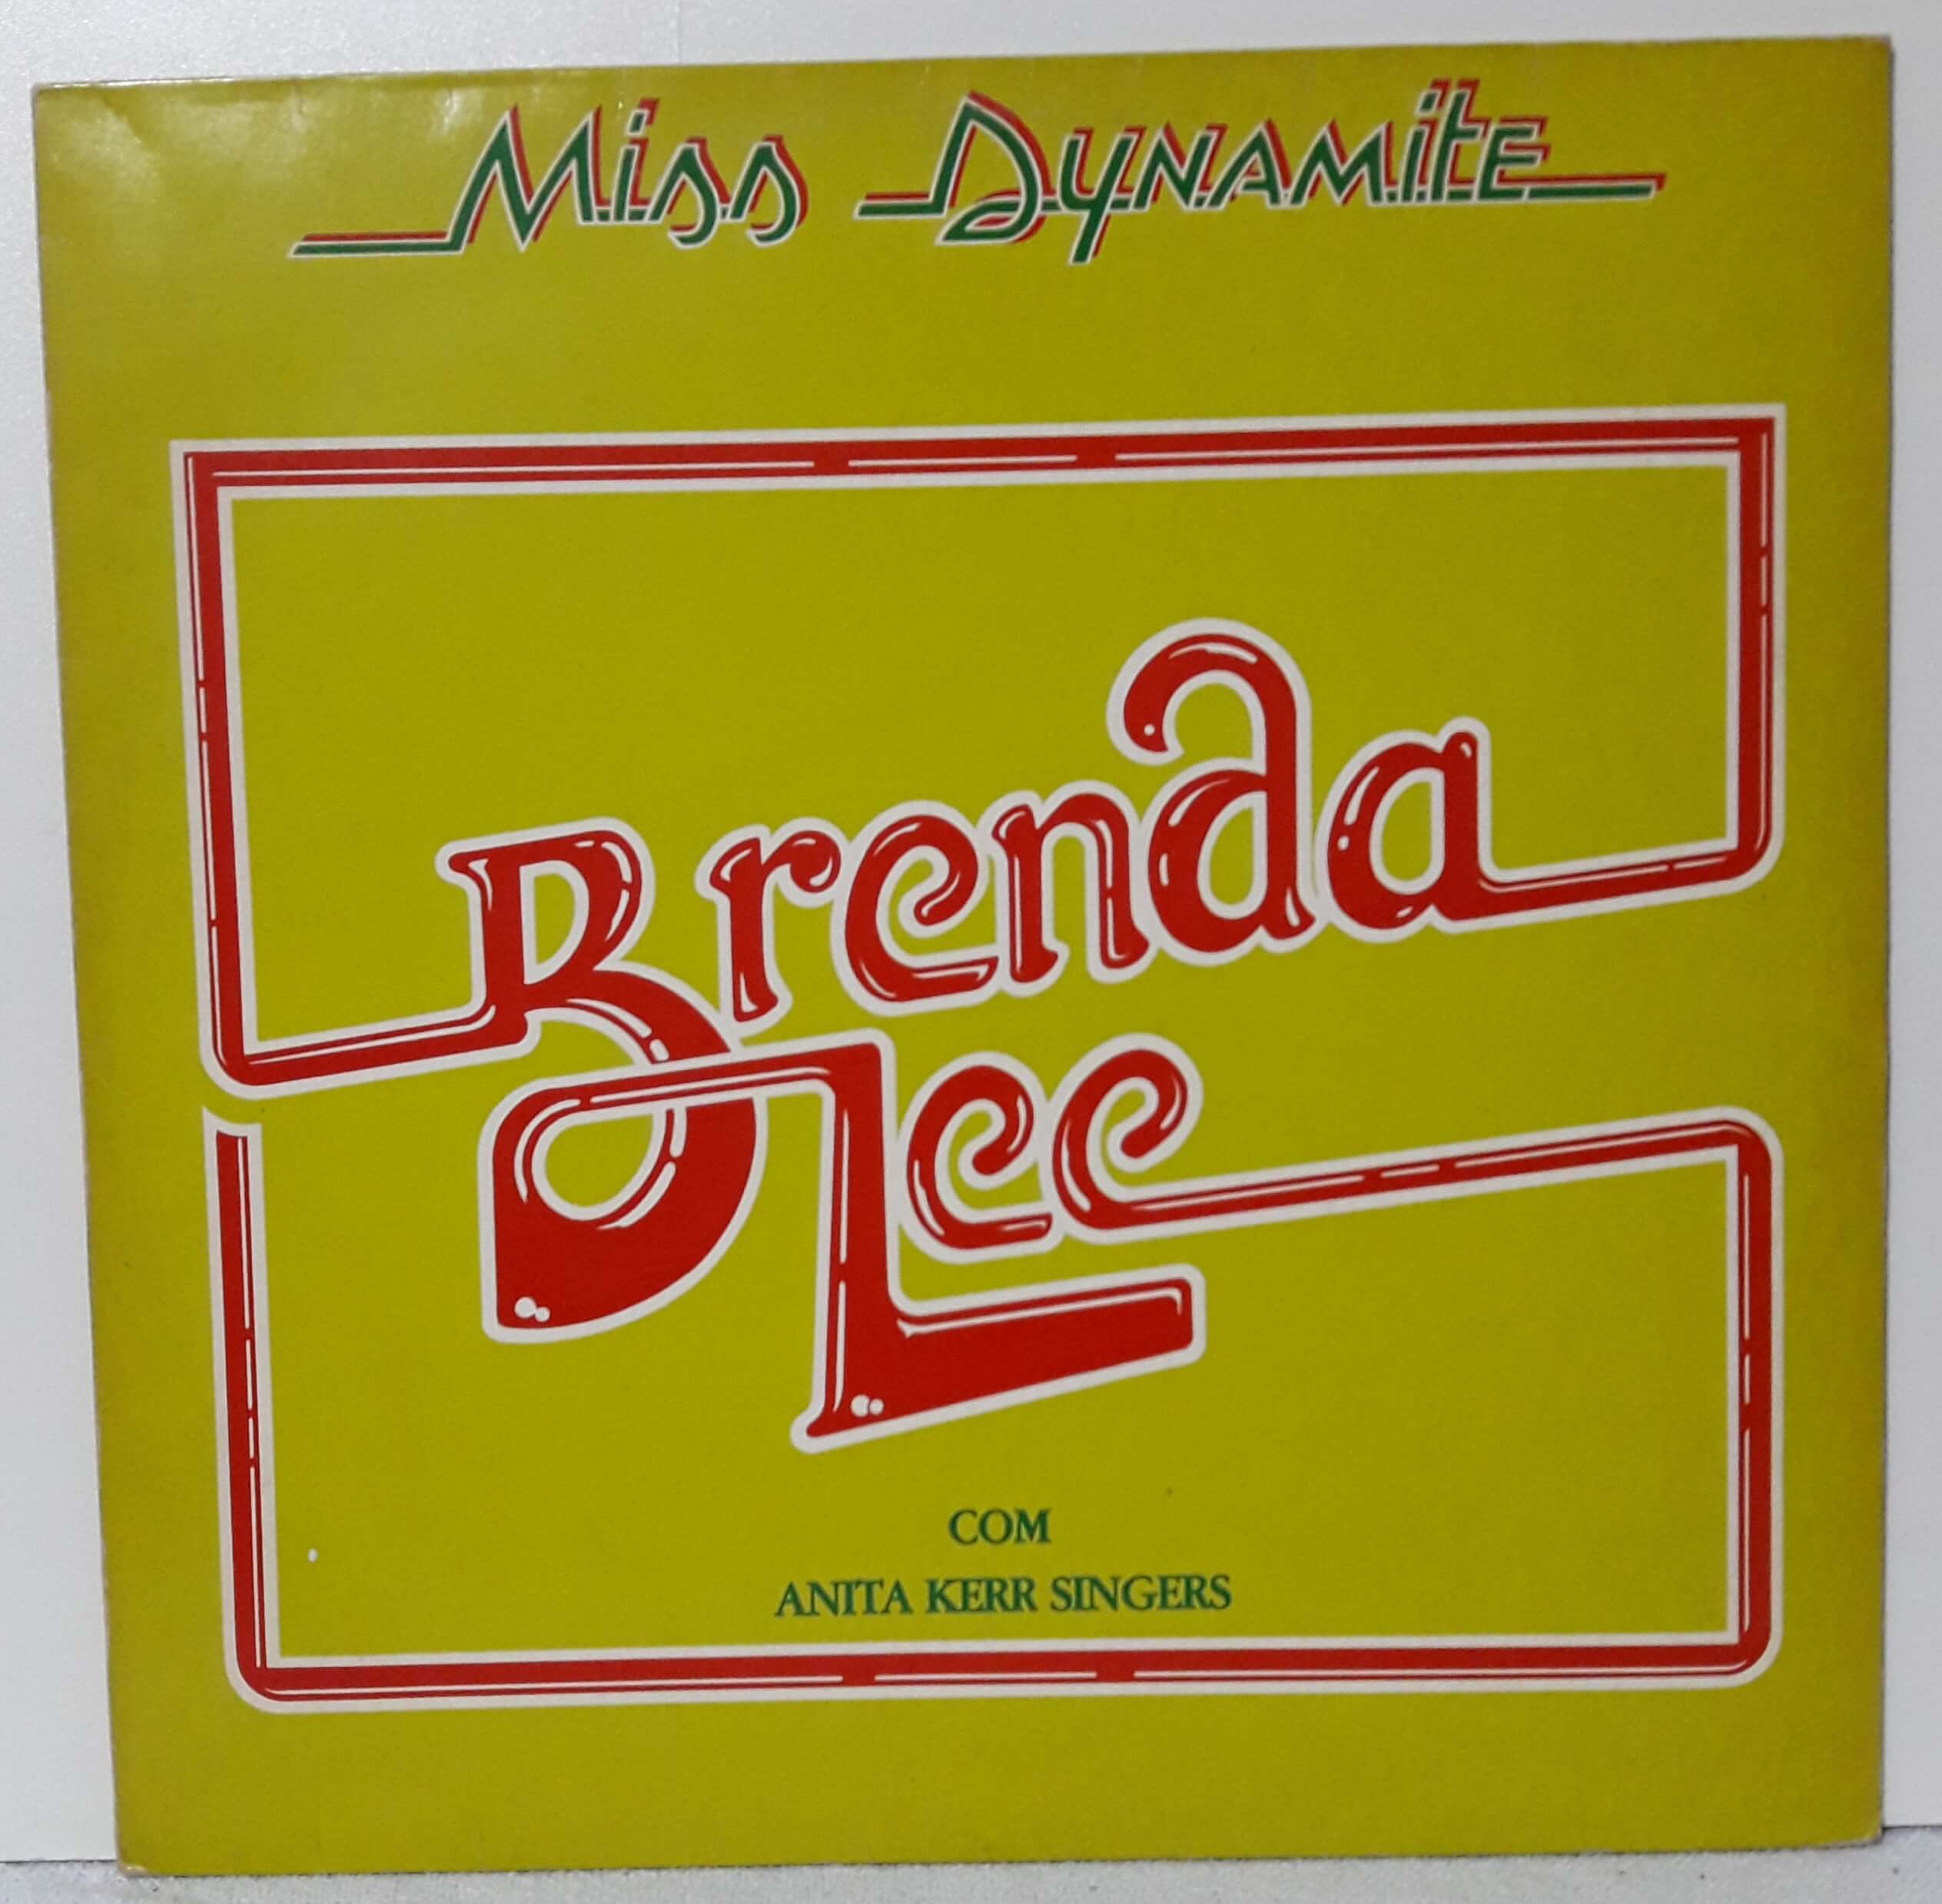 Miss Dynamite
Brenda
Lee
COM
ANITA KERR SINGERS